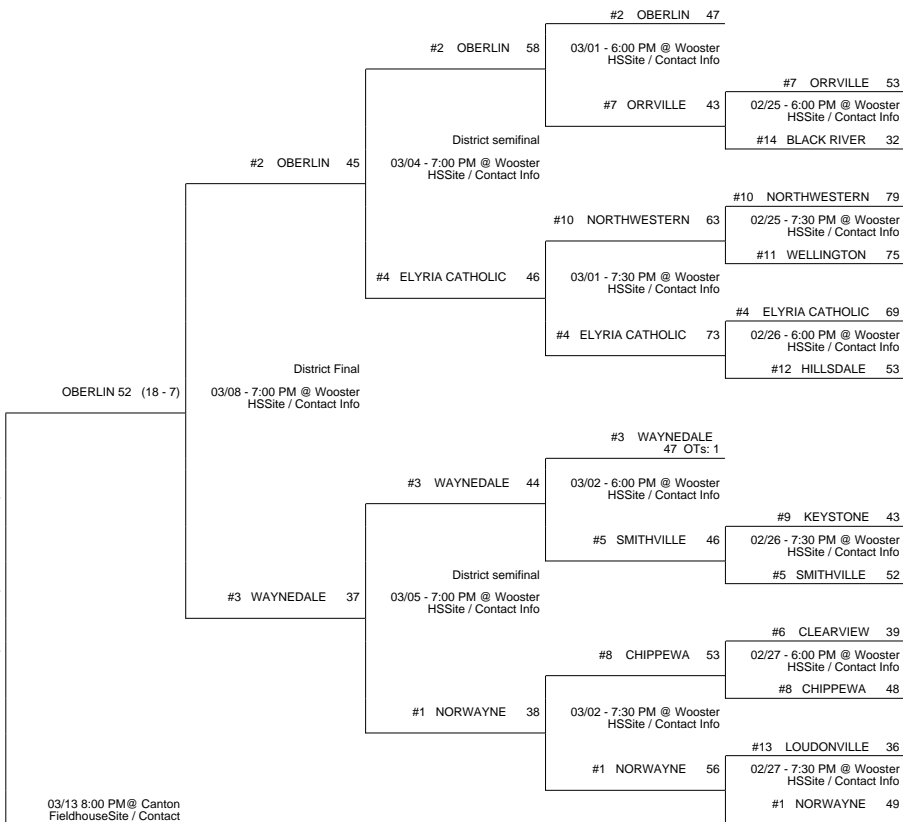 #2 OBERLIN 47
#2 OBERLIN 58
03/01 - 6:00 PM @ Wooster
HSSite / Contact Info
#7 ORRVILLE 53
#7 ORRVILLE 43
02/25 - 6:00 PM @ Wooster
HSSite / Contact Info
District semifinal
#14 BLACK RIVER 32
#2 OBERLIN 45
03/04 - 7:00 PM @ Wooster
HSSite / Contact Info
#10 NORTHWESTERN 79
#10 NORTHWESTERN 63
02/25 - 7:30 PM @ Wooster
HSSite / Contact Info
#11 WELLINGTON 75
#4 ELYRIA CATHOLIC 46
03/01 - 7:30 PM @ Wooster
HSSite / Contact Info
#4 ELYRIA CATHOLIC 69
#4 ELYRIA CATHOLIC 73
02/26 - 6:00 PM @ Wooster
HSSite / Contact Info
District Final
#12 HILLSDALE 53
OBERLIN 52 (18 - 7)
03/08 - 7:00 PM @ Wooster
HSSite / Contact Info
#3 WAYNEDALE
47 OTs: 1
#3 WAYNEDALE 44
03/02 - 6:00 PM @ Wooster
HSSite / Contact Info
#9 KEYSTONE 43
#5 SMITHVILLE 46
02/26 - 7:30 PM @ Wooster
HSSite / Contact Info
District semifinal
#5 SMITHVILLE 52
#3 WAYNEDALE 37
03/05 - 7:00 PM @ Wooster
HSSite / Contact Info
#6 CLEARVIEW 39
#8 CHIPPEWA 53
02/27 - 6:00 PM @ Wooster
HSSite / Contact Info
#8 CHIPPEWA 48
#1 NORWAYNE 38
03/02 - 7:30 PM @ Wooster
HSSite / Contact Info
#13 LOUDONVILLE 36
#1 NORWAYNE 56
02/27 - 7:30 PM @ Wooster
HSSite / Contact Info
#1 NORWAYNE 49
03/13 8:00 PM@ Canton
FieldhouseSite / Contact